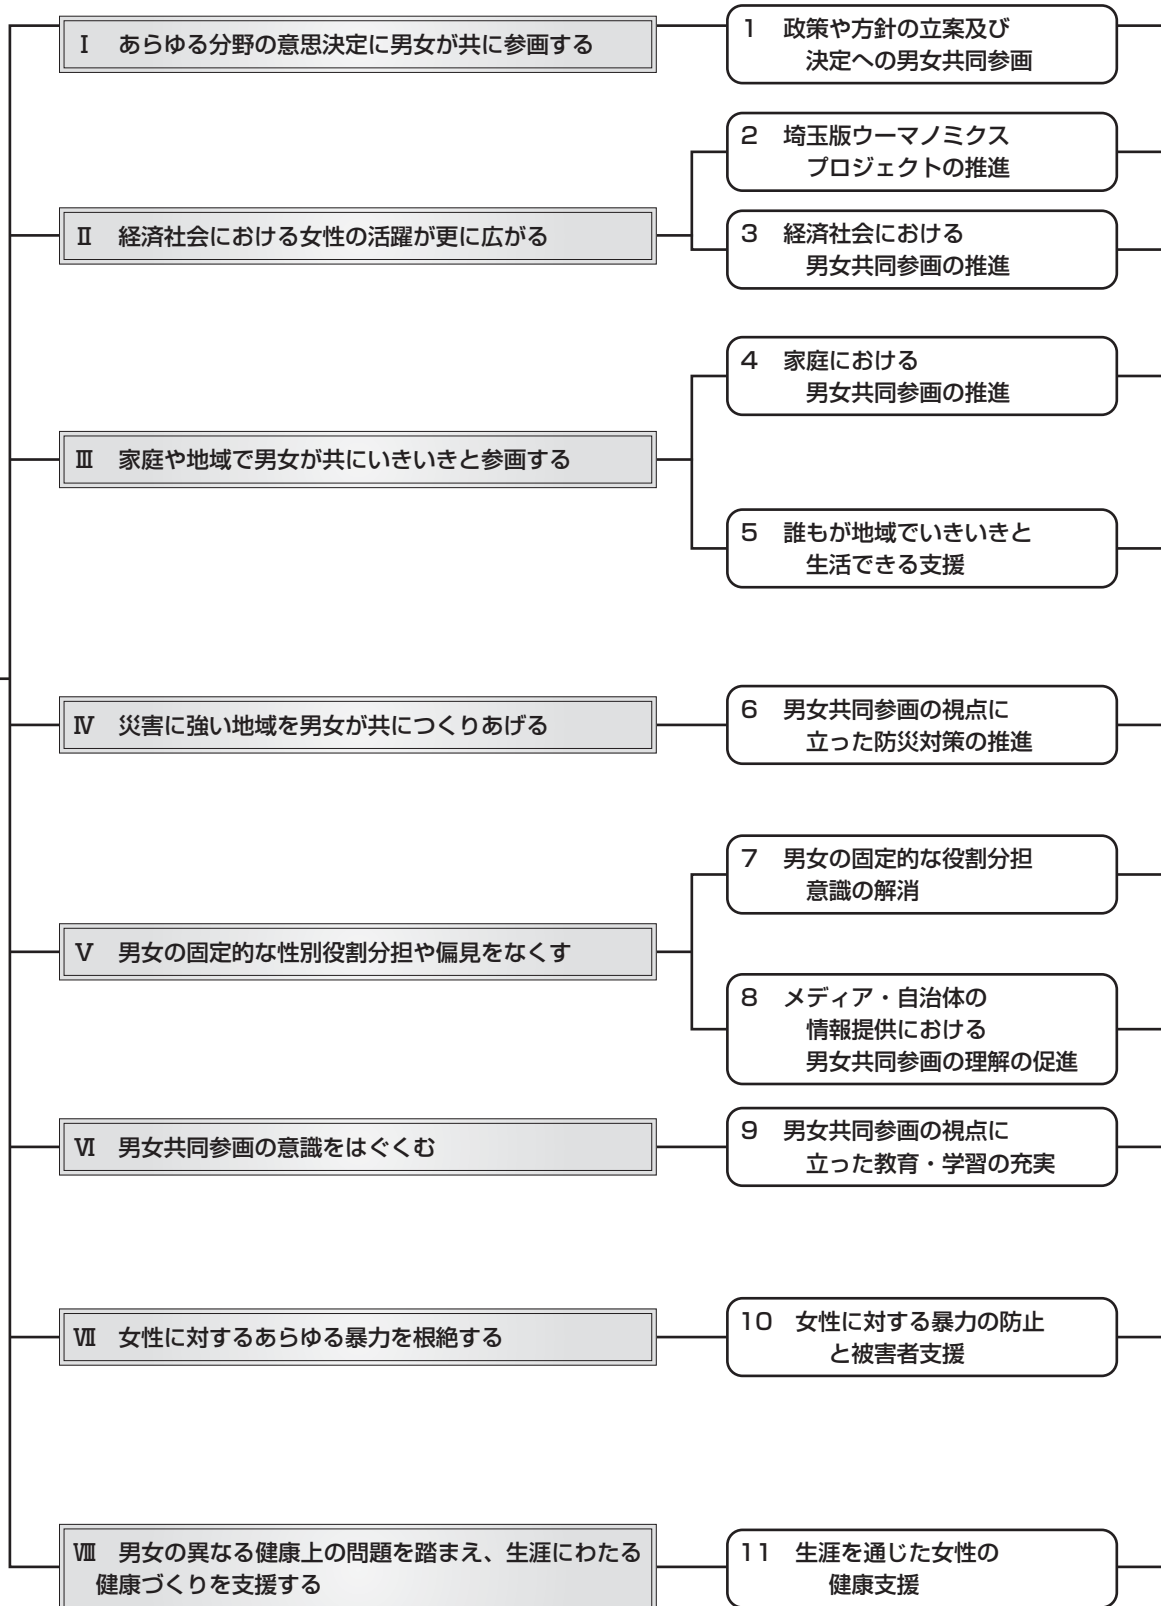 Ⅰ　あらゆる分野の意思決定に男女が共に参画する
1　政策や方針の立案及び
決定への男女共同参画
2　埼玉版ウーマノミクス
プロジェクトの推進
Ⅱ　経済社会における女性の活躍が更に広がる
3　経済社会における
男女共同参画の推進
4　家庭における
男女共同参画の推進
Ⅲ　家庭や地域で男女が共にいきいきと参画する
5　誰もが地域でいきいきと
生活できる支援
Ⅳ　災害に強い地域を男女が共につくりあげる
6　男女共同参画の視点に
立った防災対策の推進
7　男女の固定的な役割分担
意識の解消
Ⅴ　男女の固定的な性別役割分担や偏見をなくす
8　メディア・自治体の
情報提供における
男女共同参画の理解の促進
Ⅵ　男女共同参画の意識をはぐくむ
9　男女共同参画の視点に
立った教育・学習の充実
Ⅶ　女性に対するあらゆる暴力を根絶する
10　女性に対する暴力の防止
と被害者支援
Ⅷ　男女の異なる健康上の問題を踏まえ、生涯にわたる
健康づくりを支援する
11　生涯を通じた女性の
健康支援